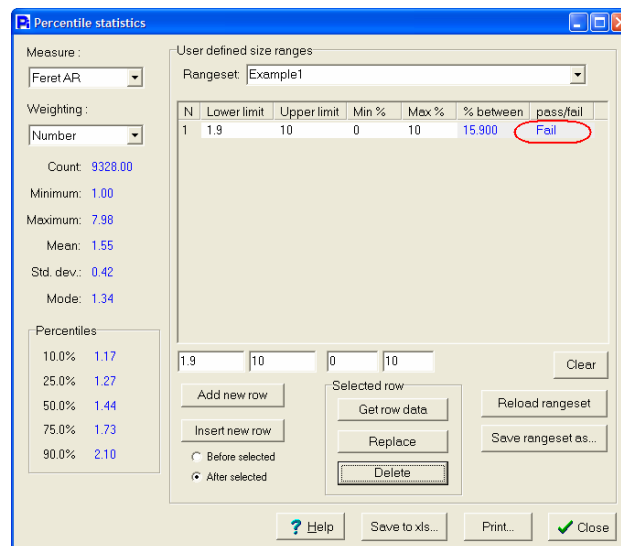 Percentile statistics
Measure :
Feret AR
Weighting :
Number
Count: 9328.00
Minimum: 1.00
Maximum: 7.98
Mean: 1.55
Std. dev.: 0.42
Mode: 1.34
Percentiles
10.0% 1.17
25.0% 1.27
50.0% 1.44
75.0% 1.73
90.0% 2.10
User defined size ranges
Rangeset: Example1
N Lower limit Upper limit Min % Max % % between pass/fail
1 1.9 10 0 10 15.900 Fail
1.9 10 0 10
Clear
Add new row
Insert new row
Before selected
After selected
Selected row
Get row data
Replace
Delete
Reload rangeset
Save rangeset as...
? Help
Save to xls...
Print...
Close